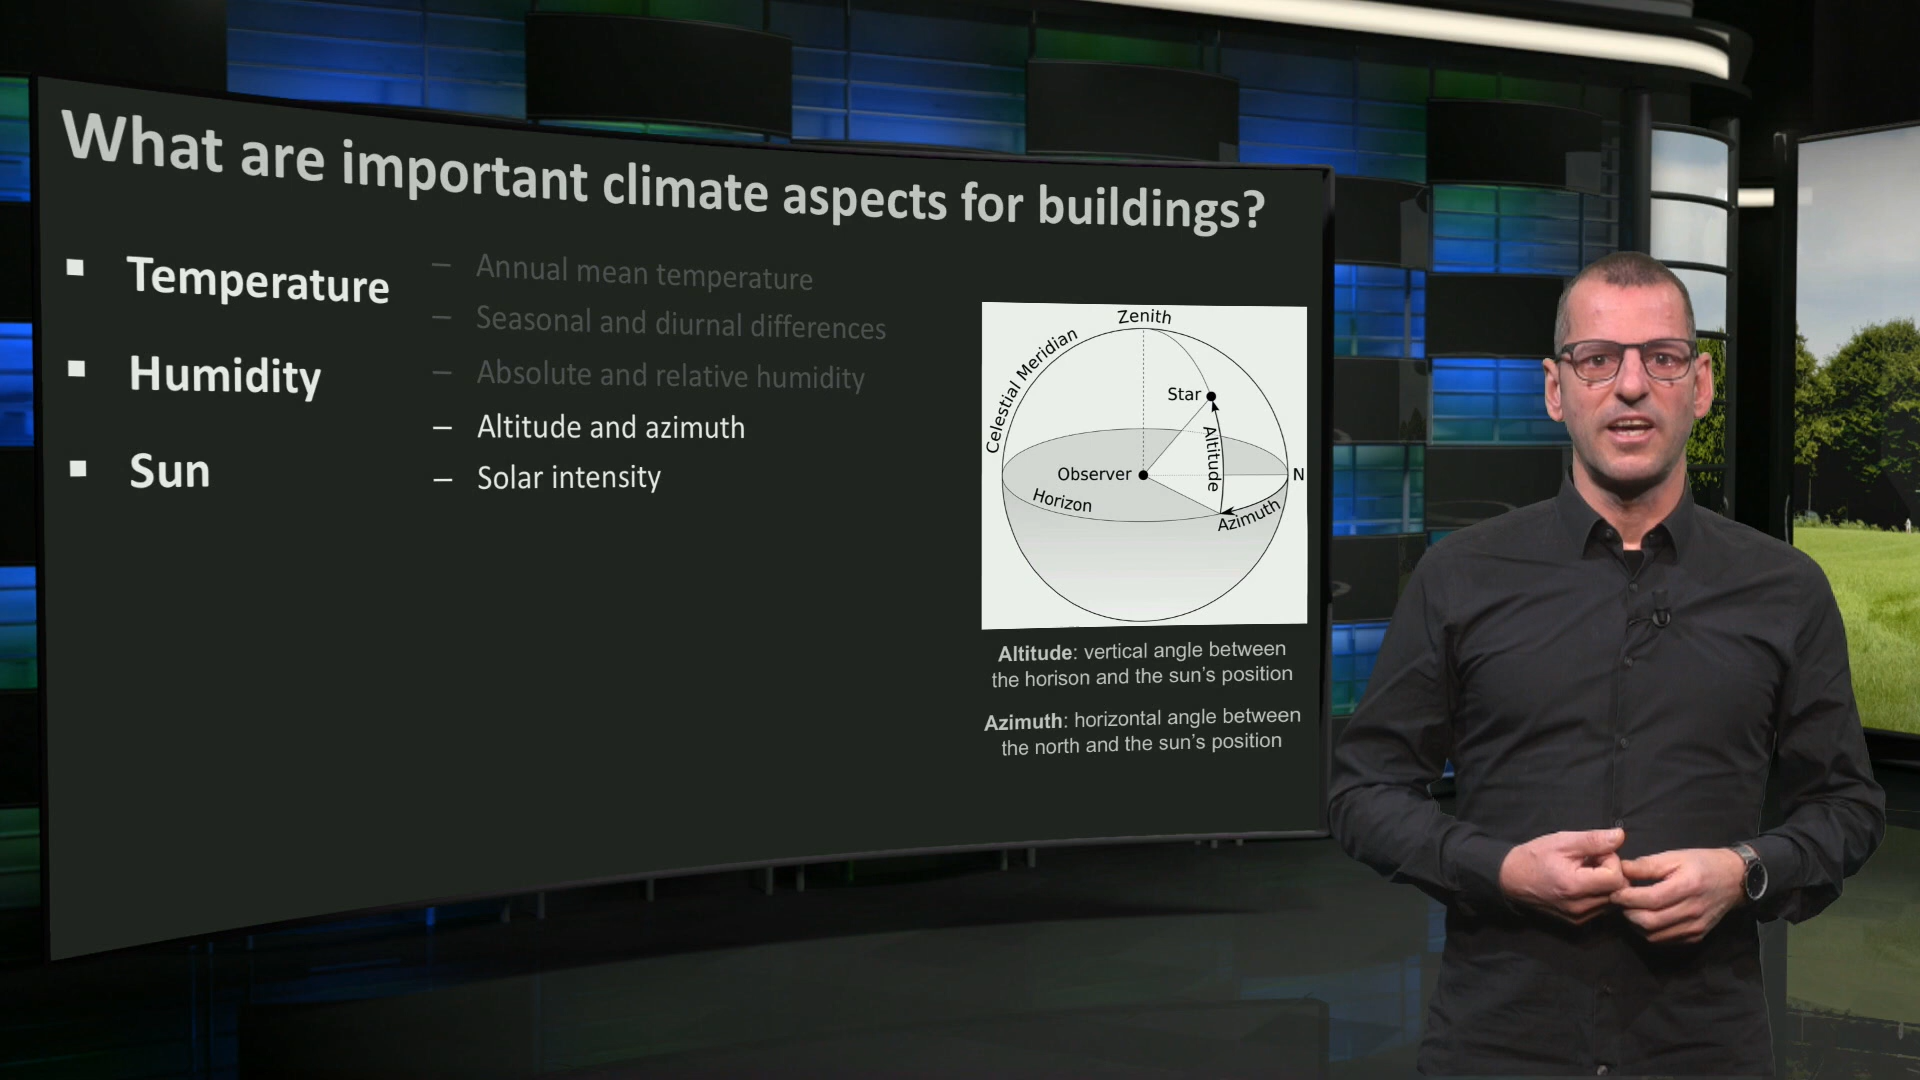 What are important climate aspects for buildings?
▪ Temperature
– Annual mean temperature
– Seasonal and diurnal differences
▪ Humidity
– Absolute and relative humidity
– Altitude and azimuth
▪ Sun
– Solar intensity
Zenith
Celestial Meridian
Star
Altitude
Observer
N
Horizon
Azimuth
Altitude: vertical angle between
the horison and the sun's position
Azimuth: horizontal angle between
the north and the sun's position